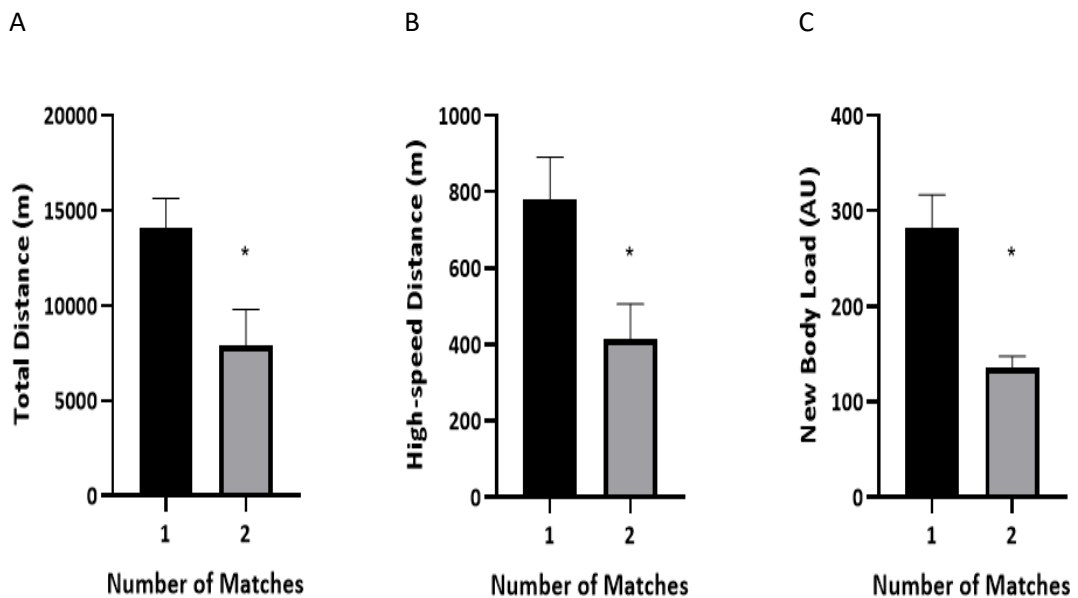 A
B
C
Total Distance (m)
20000
15000
10000
5000
0
*
1
2
Number of Matches
High-speed Distance (m)
1000
800
600
400
200
0
*
1
2
Number of Matches
New Body Load (AU)
400
300
200
100
0
*
1
2
Number of Matches